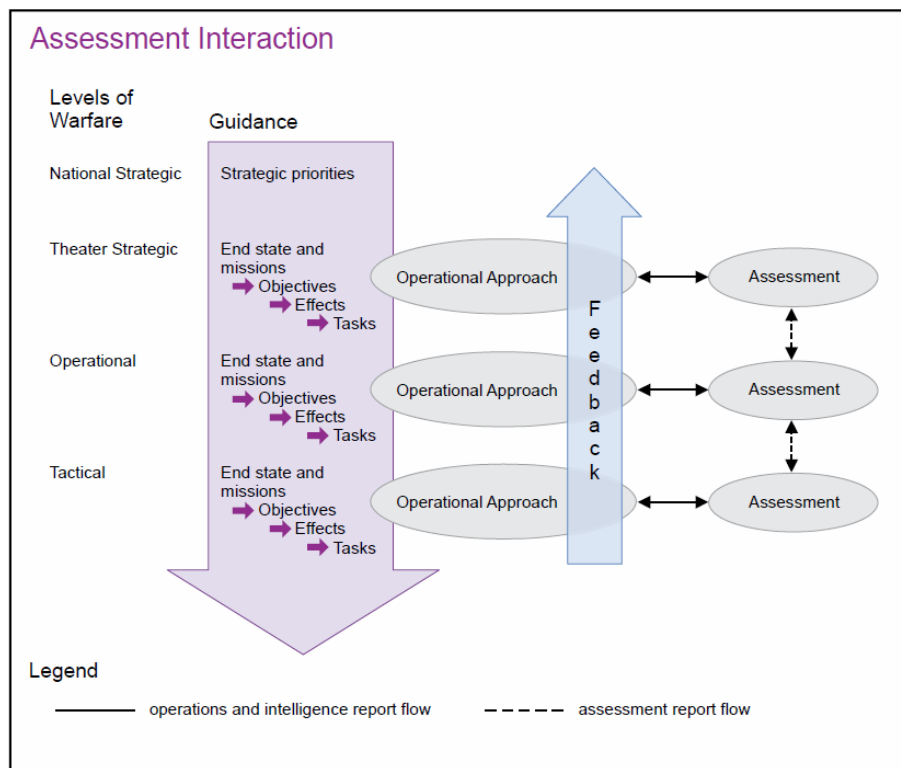 Assessment Interaction
Levels of
Warfare
Guidance
National Strategic
Strategic priorities
Theater Strategic
End state and
missions
Objectives
Effects
Tasks
Operational Approach
Assessment
Operational
End state and
missions
Objectives
Effects
Tasks
Operational Approach
Assessment
Tactical
End state and
missions
Objectives
Effects
Tasks
Operational Approach
Assessment
Feedback
Legend
operations and intelligence report flow
assessment report flow